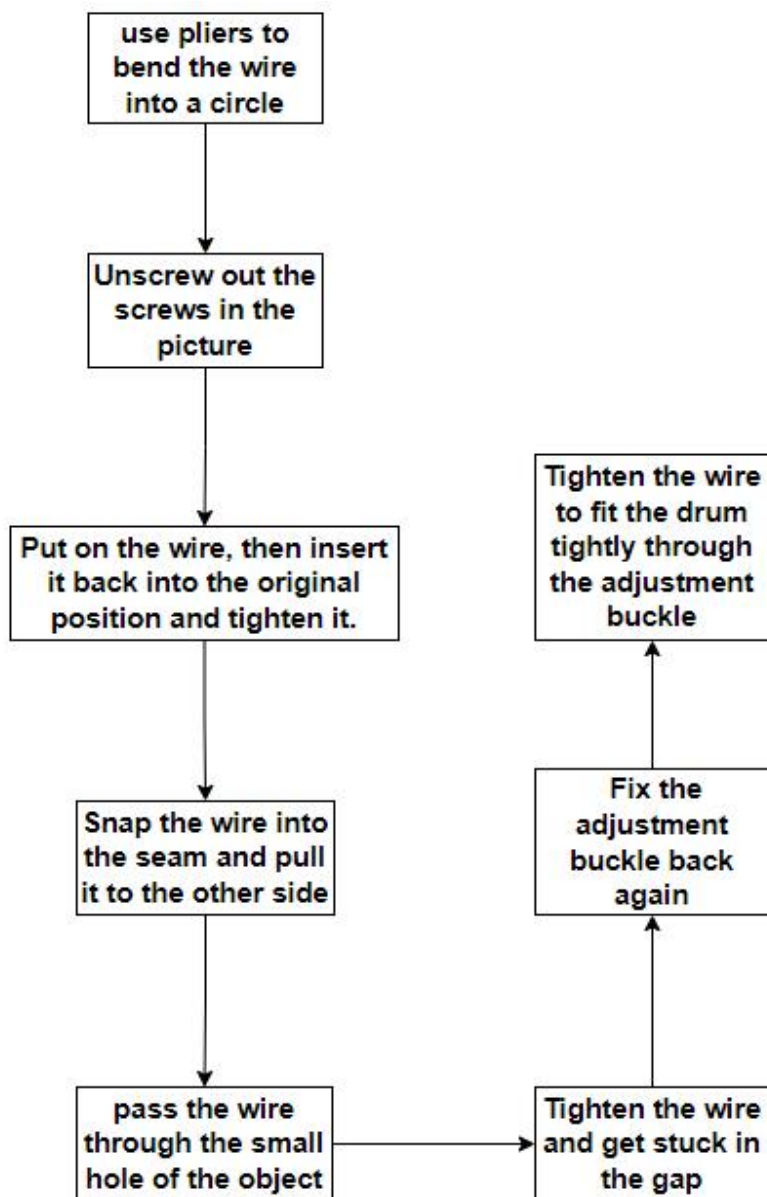 use pliers to
bend the wire
into a circle
Unscrew out the
screws in the
picture
Put on the wire, then insert
it back into the original
position and tighten it.
Snap the wire into
the seam and pull
it to the other side
pass the wire
through the small
hole of the object
Tighten the wire
and get stuck in
the gap
Fix the
adjustment
buckle back
again
Tighten the wire
to fit the drum
tightly through
the adjustment
buckle